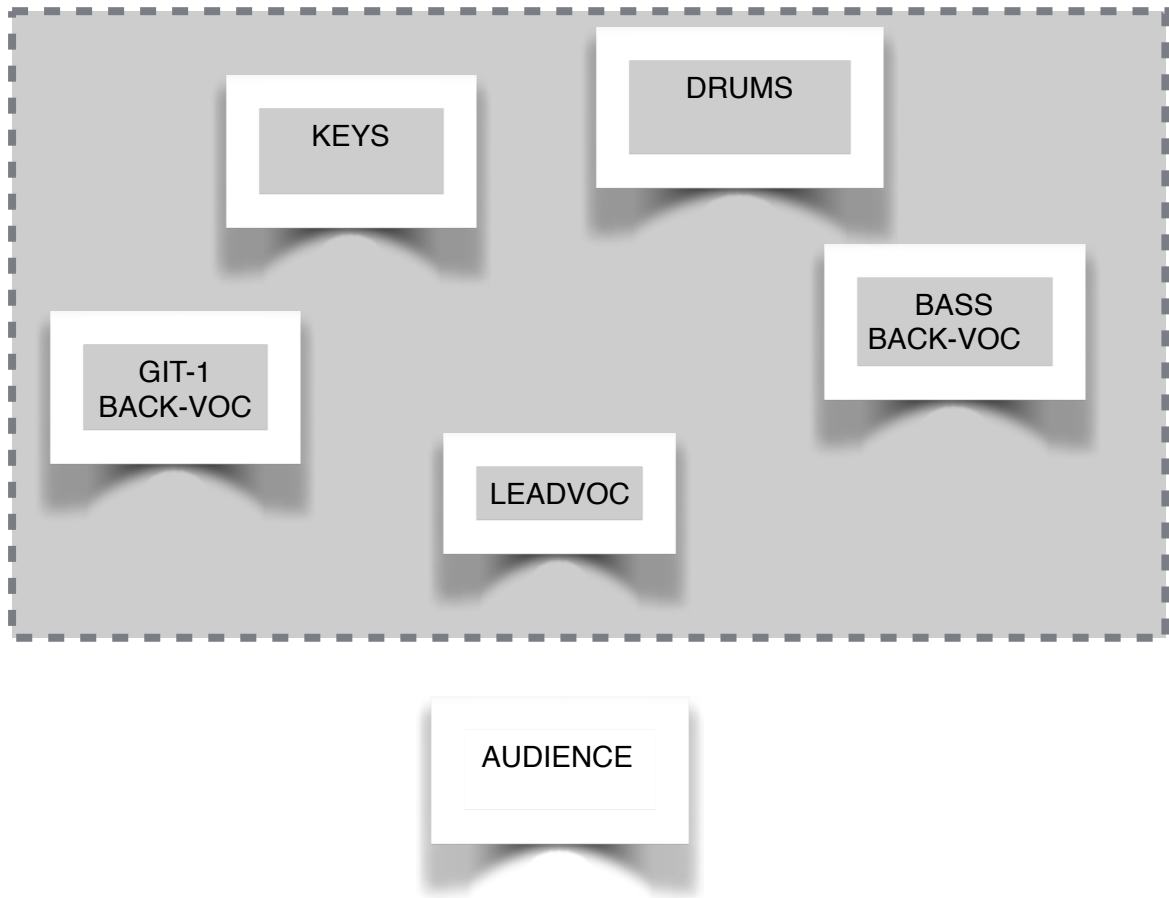 DRUMS
KEYS
BASS
BACK-VOC
GIT-1
BACK-VOC
LEADVOC
AUDIENCE